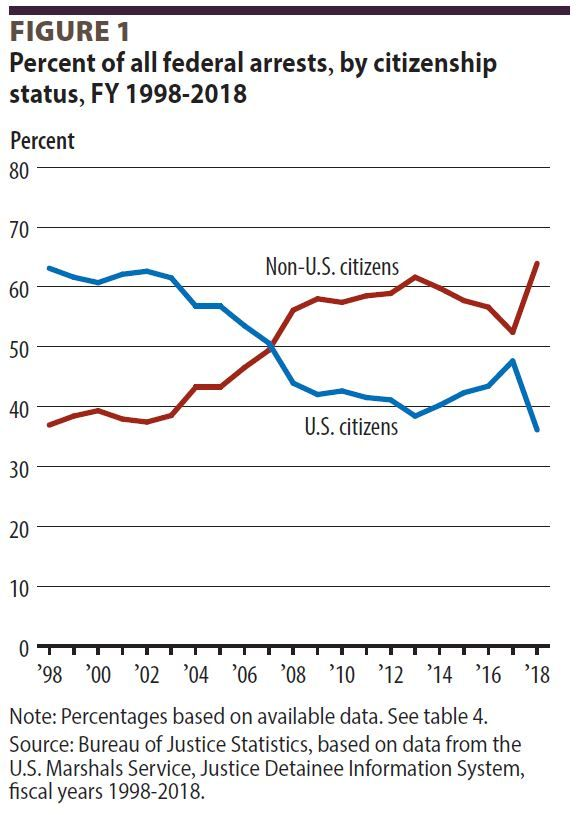 FIGURE 1
Percent of all federal arrests, by citizenship
status, FY 1998-2018
Percent
80
70
60
50
40
30
20
10
0
Non-U.S. citizens
U.S. citizens
’98 ’00 ’02 ’04 ’06 ’08 ’10 ’12 ’14 ’16 ’18
Note: Percentages based on available data. See table 4.
Source: Bureau of Justice Statistics, based on data from the
U.S. Marshals Service, Justice Detainee Information System,
fiscal years 1998-2018.